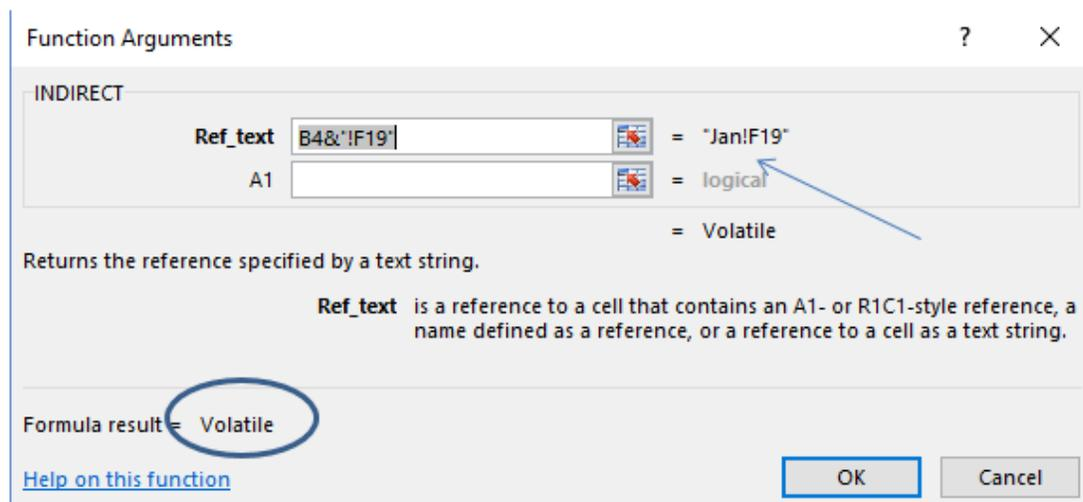 Function Arguments ? ×
INDIRECT
Ref_text B4&"!F19" = "Jan!F19"
A1 = logical
= Volatile
Returns the reference specified by a text string.
Ref_text is a reference to a cell that contains an A1- or R1C1-style reference, a
name defined as a reference, or a reference to a cell as a text string.
Formula result = Volatile
Help on this function OK Cancel